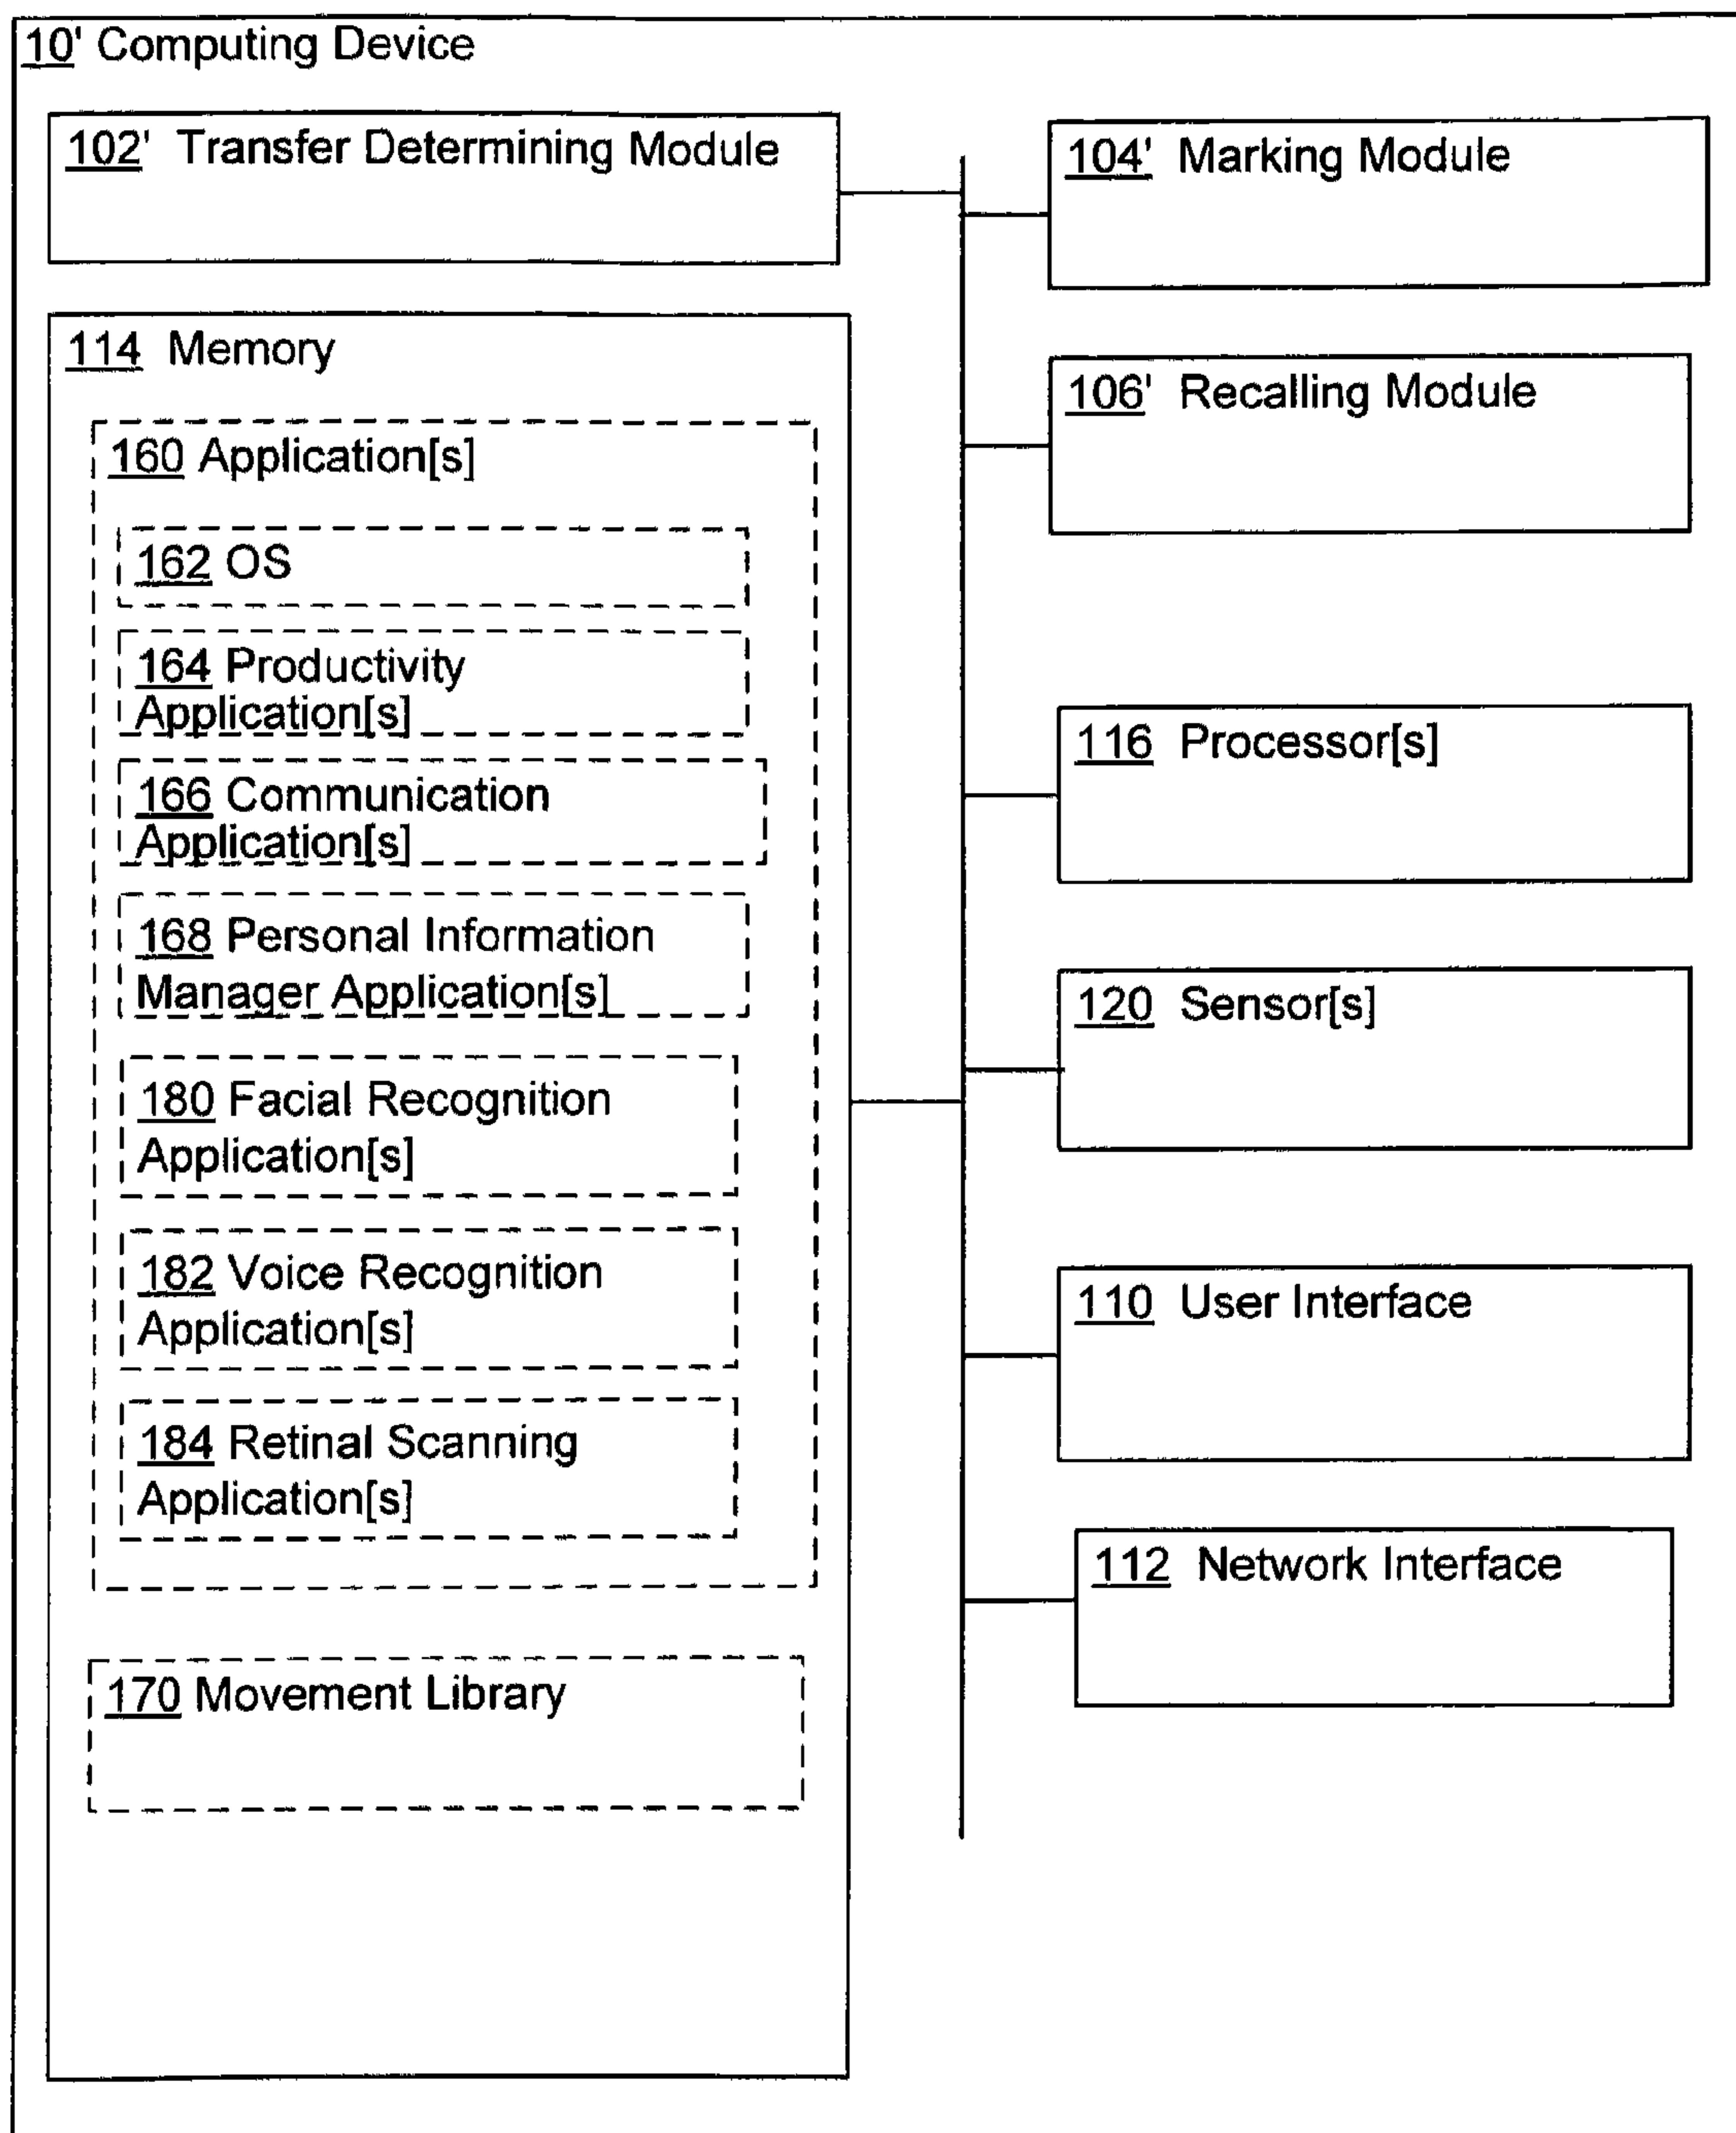 10' Computing Device
102' Transfer Determining Module
104' Marking Module
114 Memory
106' Recalling Module
160 Application[s]
162 OS
164 Productivity
Application[s]
116 Processor[s]
166 Communication
Application[s]
168 Personal Information
Manager Application[s]
120 Sensor[s]
180 Facial Recognition
Application[s]
182 Voice Recognition
Application[s]
110 User Interface
184 Retinal Scanning
Application[s]
112 Network Interface
170 Movement Library